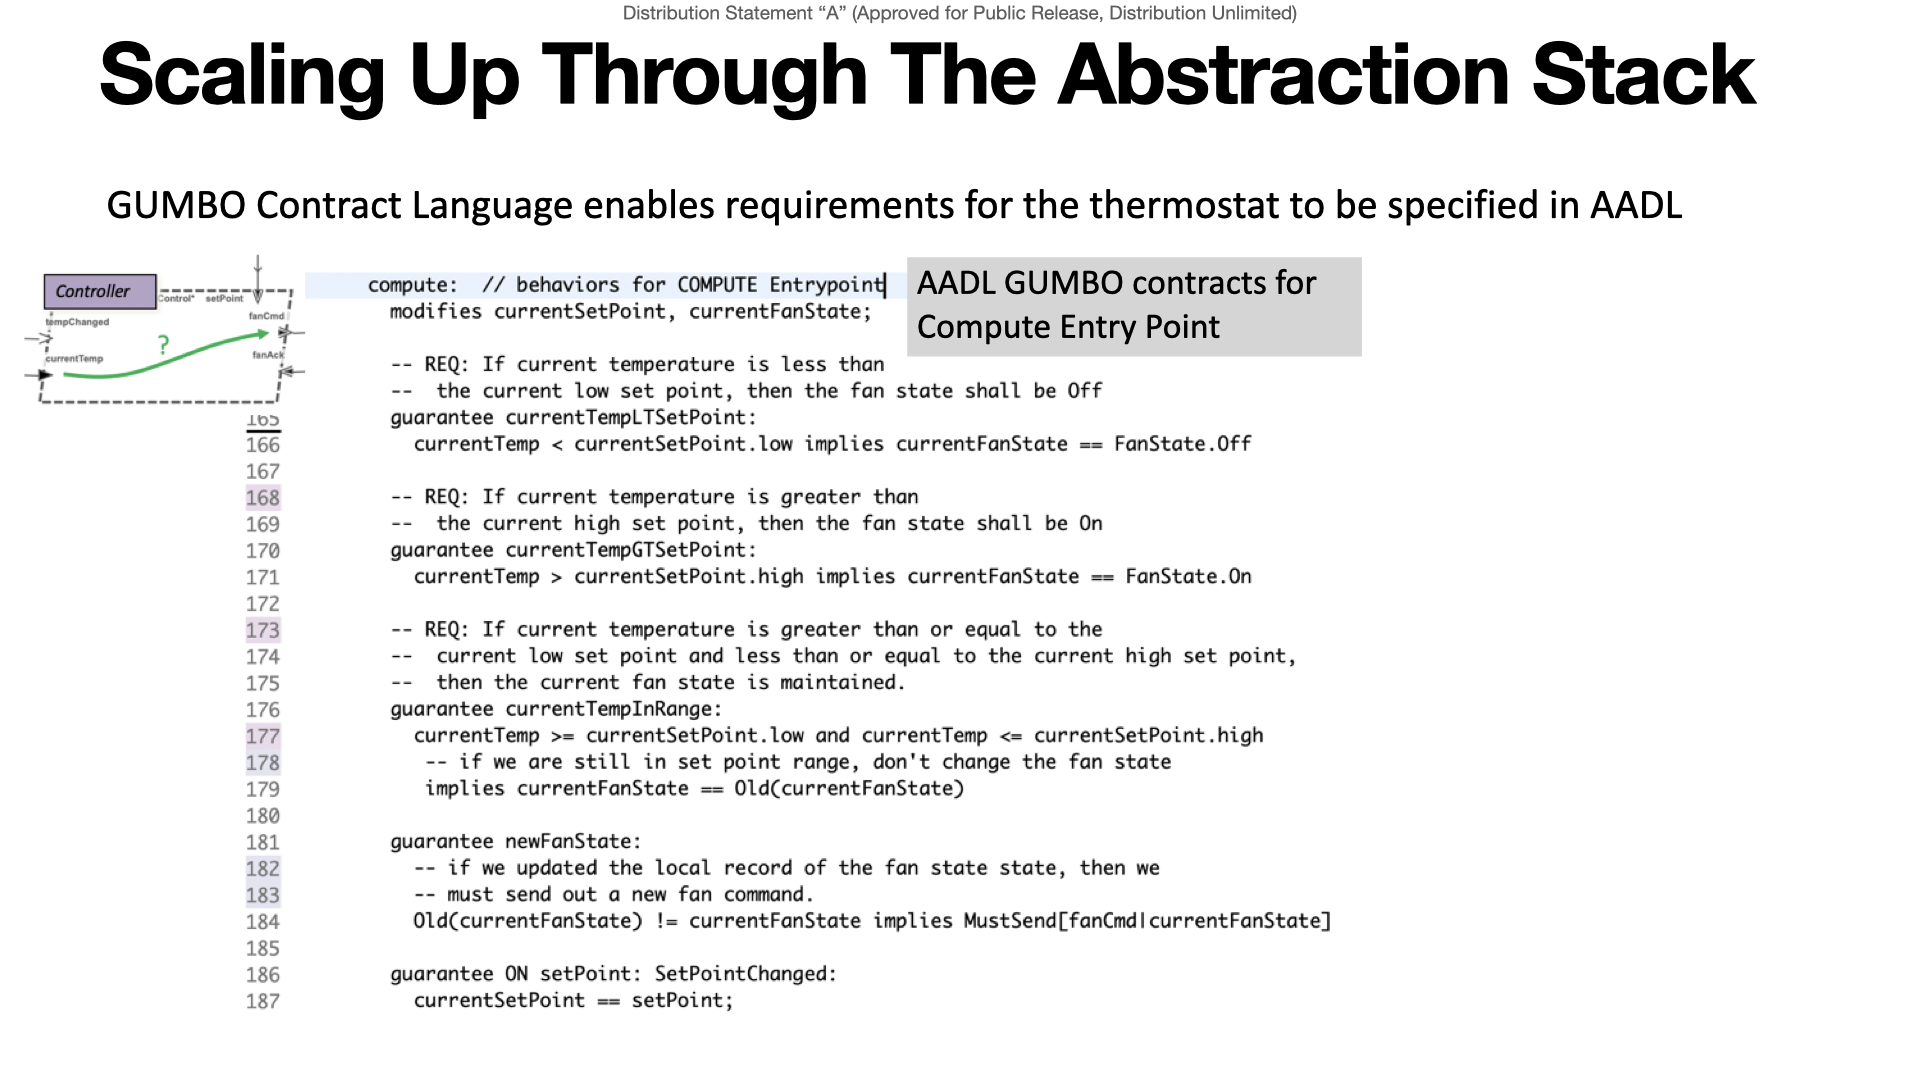 Distribution Statement “A” (Approved for Public Release, Distribution Unlimited)
Scaling Up Through The Abstraction Stack
GUMBO Contract Language enables requirements for the thermostat to be specified in AADL
Controller
Control"
setPoint
tempChanged
fanCmd
?
currentTemp
fanAck
AADL GUMBO contracts for
Compute Entry Point
compute:  // behaviors for COMPUTE Entrypoint
modifies currentSetPoint, currentFanState;
-- REQ: If current temperature is less than
--  the current low set point, then the fan state shall be Off
165 guarantee currentTempLTSetPoint:
166 currentTemp < currentSetPoint.low implies currentFanState == FanState.Off
167
168 -- REQ: If current temperature is greater than
169 --  the current high set point, then the fan state shall be On
170 guarantee currentTempGTSetPoint:
171 currentTemp > currentSetPoint.high implies currentFanState == FanState.On
172
173 -- REQ: If current temperature is greater than or equal to the
174 --  current low set point and less than or equal to the current high set point,
175 --  then the current fan state is maintained.
176 guarantee currentTempInRange:
177 currentTemp >= currentSetPoint.low and currentTemp <= currentSetPoint.high
178 -- if we are still in set point range, don't change the fan state
179 implies currentFanState == Old(currentFanState)
180
181 guarantee newFanState:
182 -- if we updated the local record of the fan state state, then we
183 -- must send out a new fan command.
184 Old(currentFanState) != currentFanState implies MustSend[fanCmd|currentFanState]
185
186 guarantee ON setPoint: SetPointChanged:
187 currentSetPoint == setPoint;